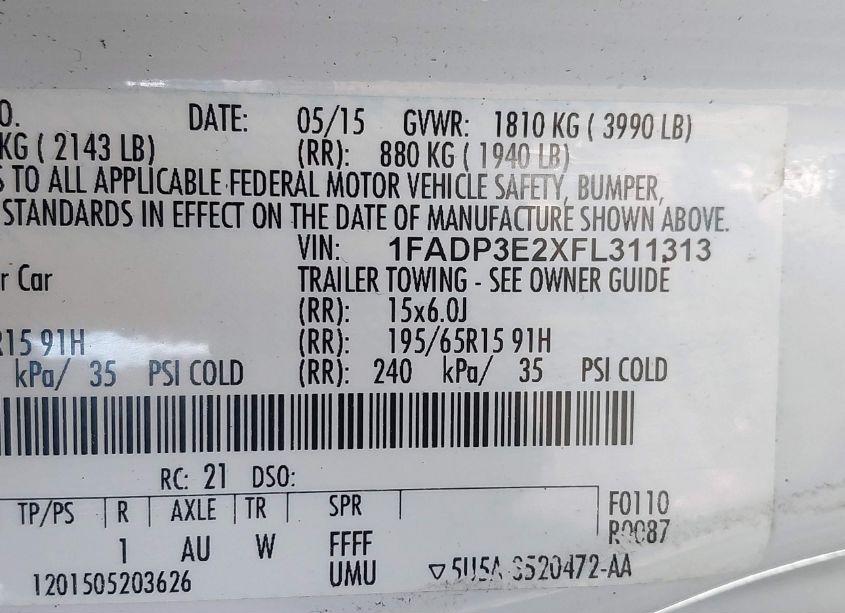 O. DATE: 05/15 GVWR: 1810 KG ( 3990 LB)
KG ( 2143 LB) (RR): 880 KG ( 1940 LB)
S TO ALL APPLICABLE FEDERAL MOTOR VEHICLE SAFETY, BUMPER,
STANDARDS IN EFFECT ON THE DATE OF MANUFACTURE SHOWN ABOVE.
VIN: 1FADP3E2XFL311313
r Car TRAILER TOWING - SEE OWNER GUIDE
(RR): 15x6.0J
R15 91H (RR): 195/65R15 91H
kPa/ 35 PSI COLD (RR): 240 kPa/ 35 PSI COLD
RC: 21 DSO:
TP/PS R AXLE TR SPR F0110
R0087
1 AU W FFFF
1201505203626 UMU ▽5U5A-